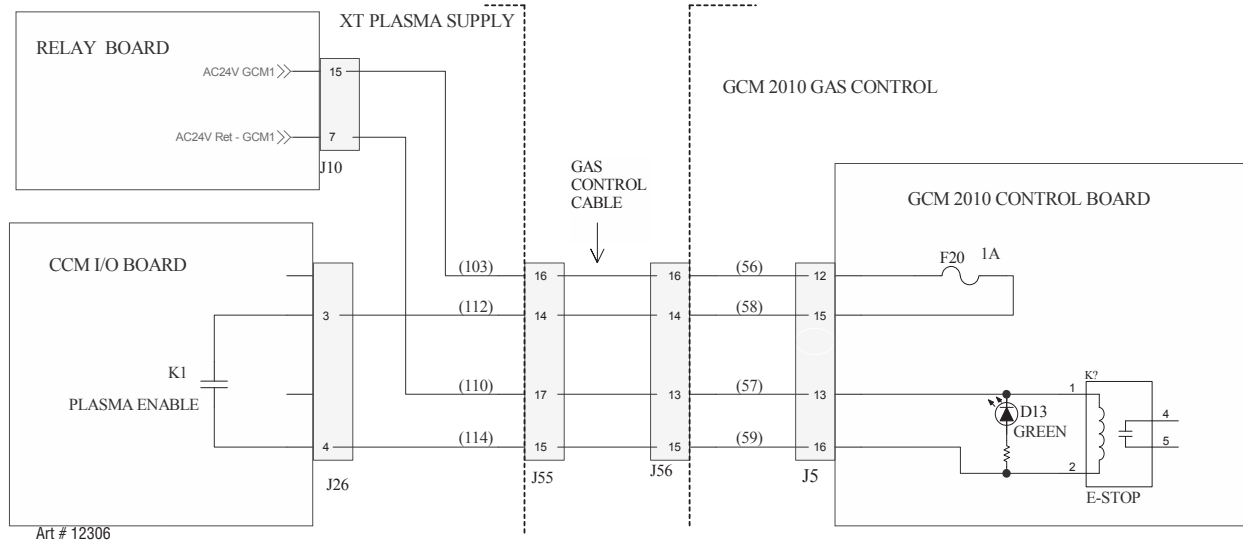 XT PLASMA SUPPLY
RELAY BOARD
AC24V GCM1
15
AC24V Ret - GCM1
7
J10
GCM 2010 GAS CONTROL
GAS
CONTROL
CABLE
GCM 2010 CONTROL BOARD
CCM I/O BOARD
F20 1A
(103) 16 16 (56) 12
3 (112) 14 14 (58) 15
K1
PLASMA ENABLE
(110) 17 13 (57) 13
4 (114) 15 15 (59) 16
J26
J55
J56
J5
K?
1
D13
GREEN
4
5
2
E-STOP
Art # 12306